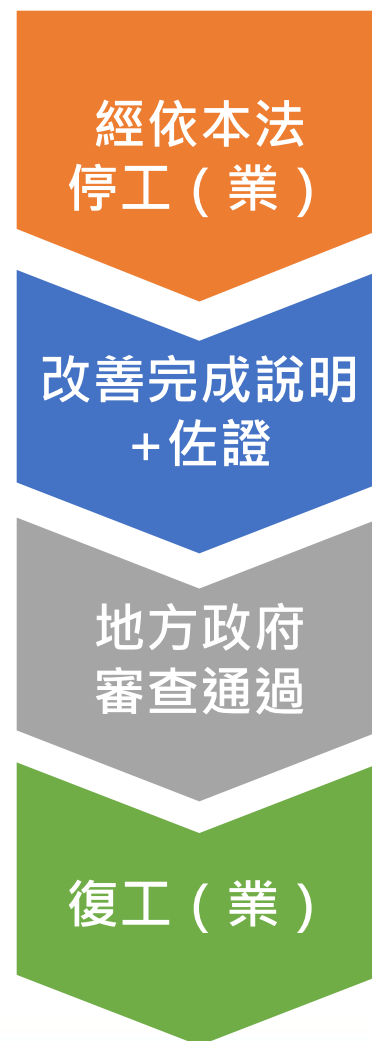 經依本法
停工（業）
改善完成說明
+佐證
地方政府
審查通過
復工（業）